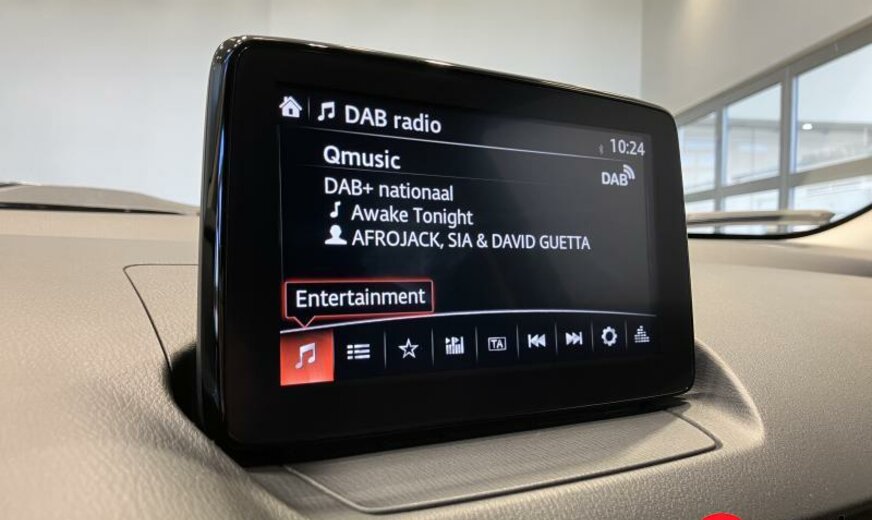 DAB radio
10:24
Qmusic
DAB
DAB+ nationaal
Awake Tonight
AFROJACK, SIA & DAVID GUETTA
Entertainment
TA